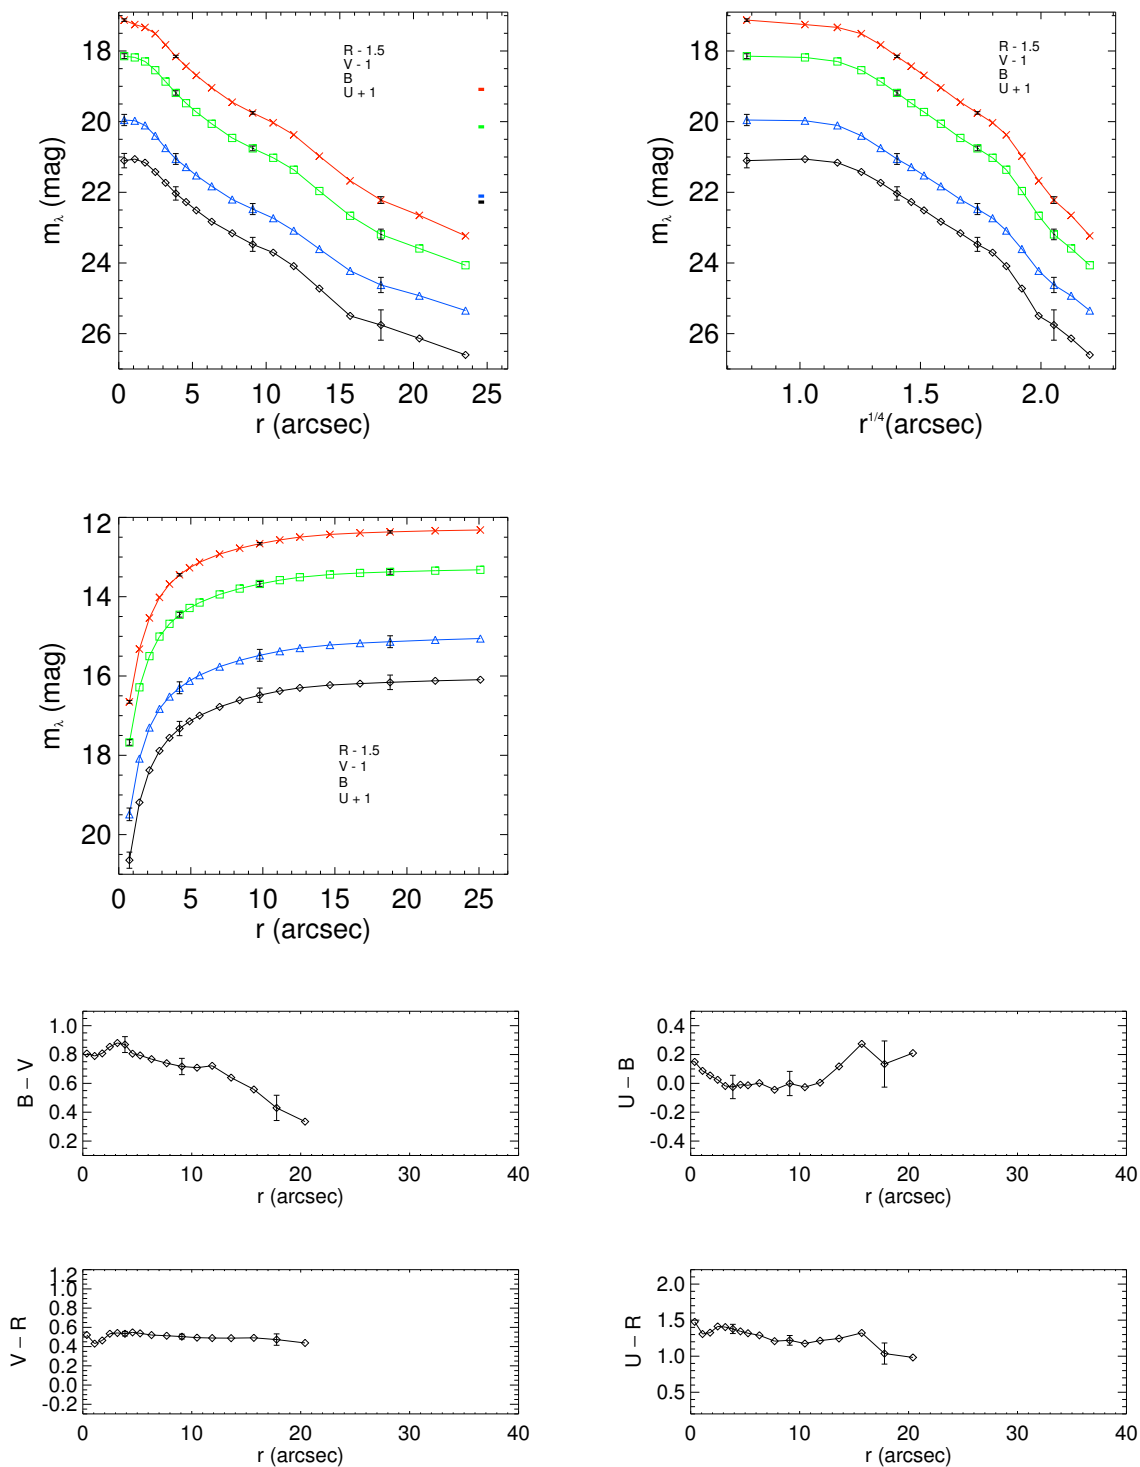 18
20
22
24
26
m_λ (mag)
R - 1.5
V - 1
B
U + 1
0 5 10 15 20 25
r (arcsec)
18
20
22
24
26
m_λ (mag)
R - 1.5
V - 1
B
U + 1
1.0 1.5 2.0
r^1/4(arcsec)
12
14
16
18
20
m_λ (mag)
R - 1.5
V - 1
B
U + 1
0 5 10 15 20 25
r (arcsec)
1.0
0.8
0.6
0.4
0.2
B − V
0 10 20 30 40
r (arcsec)
0.4
0.2
0.0
-0.2
-0.4
U − B
0 10 20 30 40
r (arcsec)
1.2
1.0
0.8
0.6
0.4
0.2
0.0
-0.2
V − R
0 10 20 30 40
r (arcsec)
2.0
1.5
1.0
0.5
U − R
0 10 20 30 40
r (arcsec)